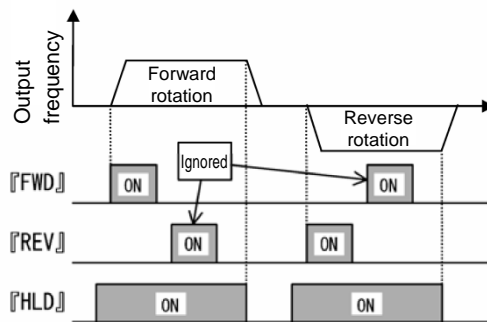 Output
frequency
Forward
rotation
Reverse
rotation
Ignored
『FWD』
ON
ON
『REV』
ON
ON
『HLD』
ON
ON